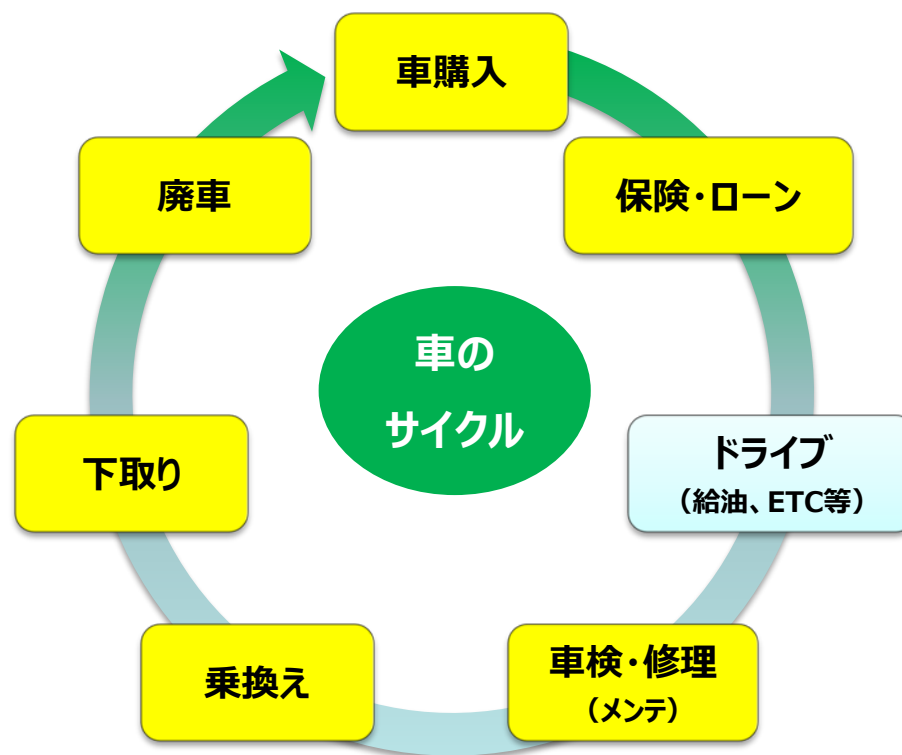 車購入
保険・ローン
ドライブ
（給油、ETC等）
車検・修理
（メンテ）
乗換え
下取り
廃車
車の
サイクル